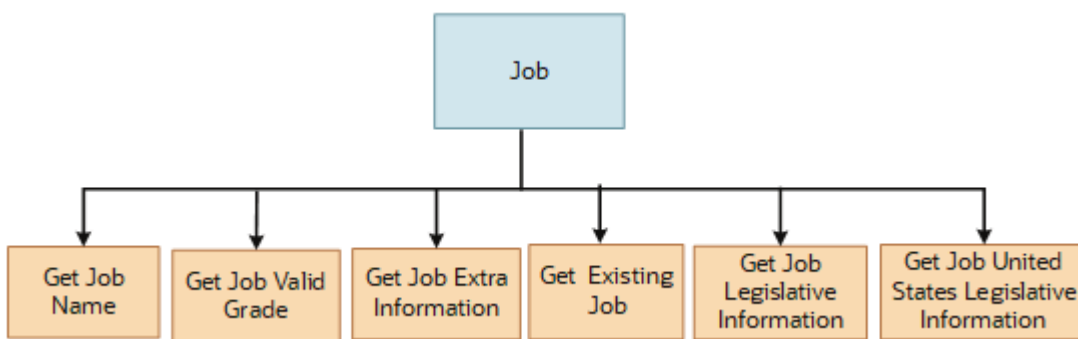 Job
Get Job
Name
Get Job Valid
Grade
Get Job Extra
Information
Get Existing
Job
Get Job
Legislative
Information
Get Job United
States Legislative
Information